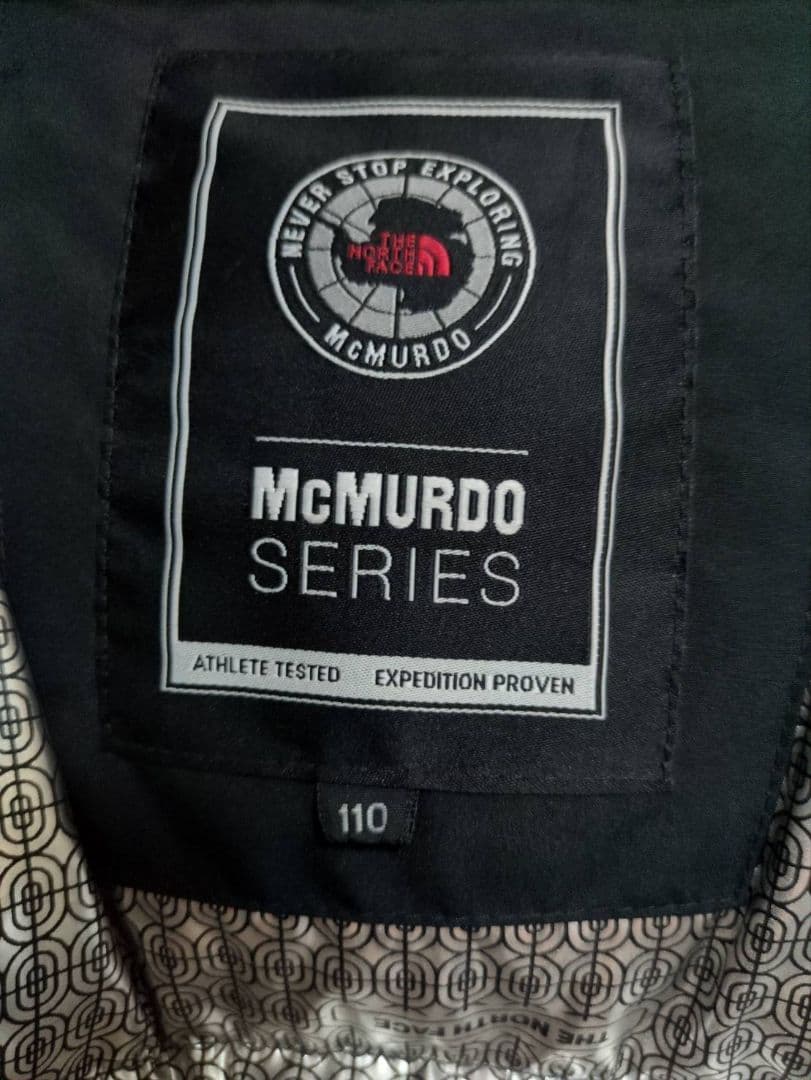 NEVER STOP EXPLORING
THE
NORTH
FACE
McMURDO
McMURDO
SERIES
ATHLETE TESTED EXPEDITION PROVEN
110
THE NORTH FACE